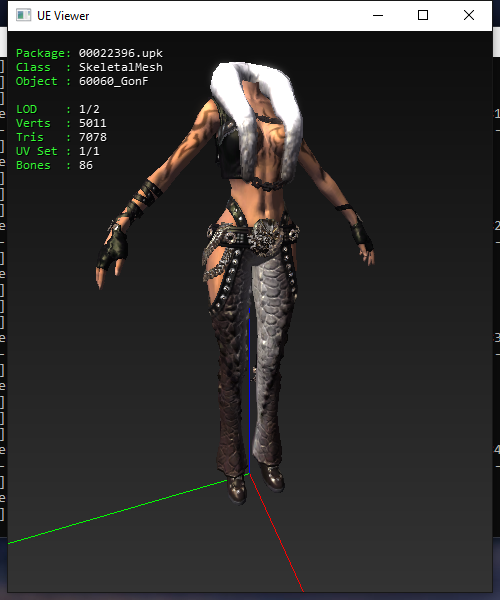 UE Viewer
Package: 00022396.upk
Class : SkeletalMesh
Object : 60060_GonF
LOD : 1/2
Verts : 5011
Tris : 7078
UV Set : 1/1
Bones : 86